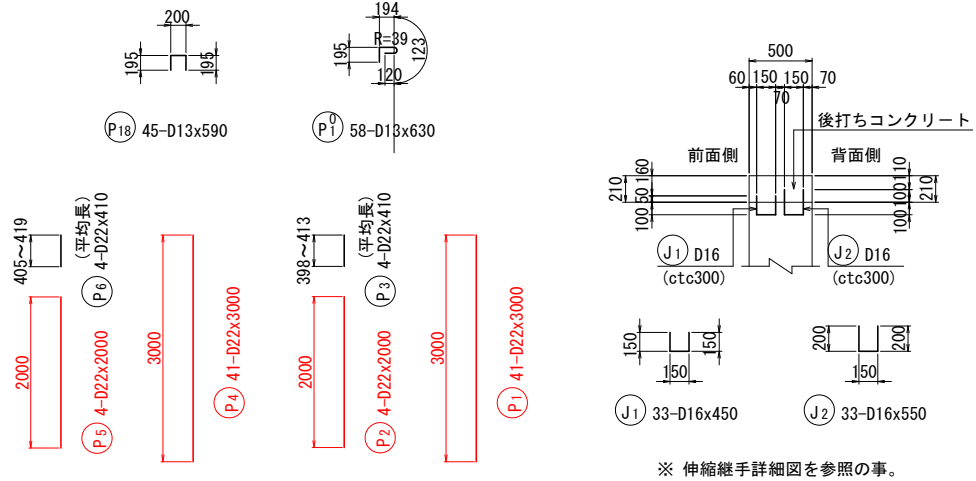 200
195
195
P18 45-D13x590
194
R=39
195
123
120
P1 0 58-D13x630
405~419
(平均長)
P6 4-D22x410
2000
P5 4-D22x2000
3000
P4 41-D22x3000
398~413
(平均長)
P3 4-D22x410
2000
P2 4-D22x2000
3000
P1 41-D22x3000
500
60 150 150 70
70
後打ちコンクリート
前面側
背面側
210
160
50
100
110
100
100
210
J1 D16
(ctc300)
J2 D16
(ctc300)
150
150
150
J1 33-D16x450
200
200
150
J2 33-D16x550
※ 伸縮継手詳細図を参照の事。